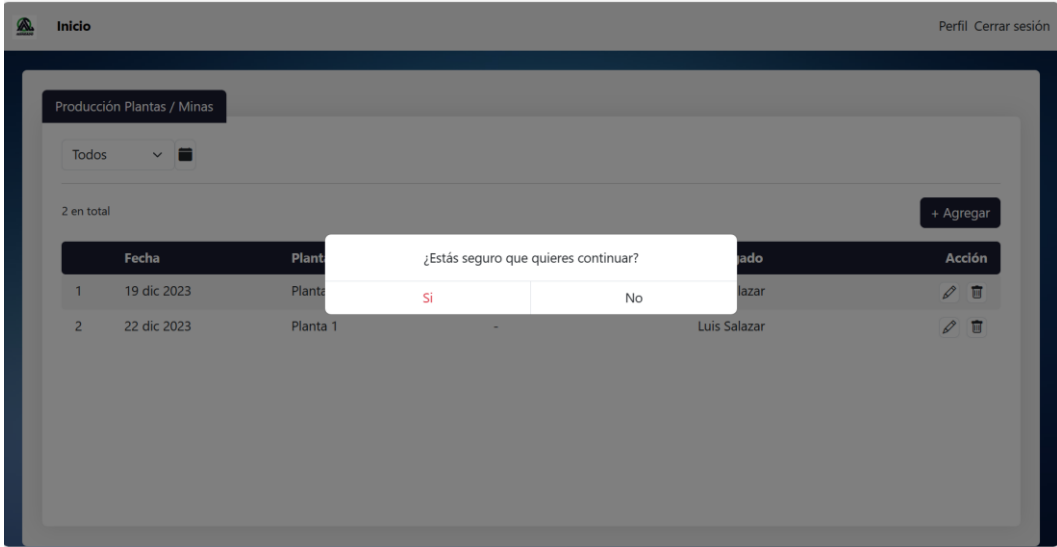 Inicio
Perfil Cerrar sesión
Producción Plantas / Minas
Todos
2 en total
+ Agregar
Fecha Plant gado Acción
¿Estás seguro que quieres continuar?
Si No
1 19 dic 2023 Planta lazar
2 22 dic 2023 Planta 1 - Luis Salazar